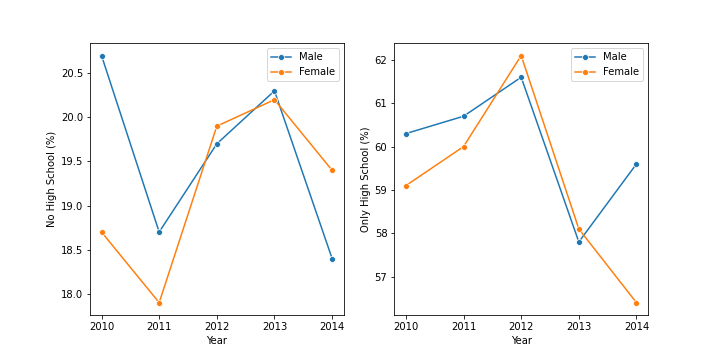 No High School (%)
20.5
20.0
19.5
19.0
18.5
18.0
2010 2011 2012 2013 2014
Year
Male
Female
Only High School (%)
62
61
60
59
58
57
2010 2011 2012 2013 2014
Year
Male
Female